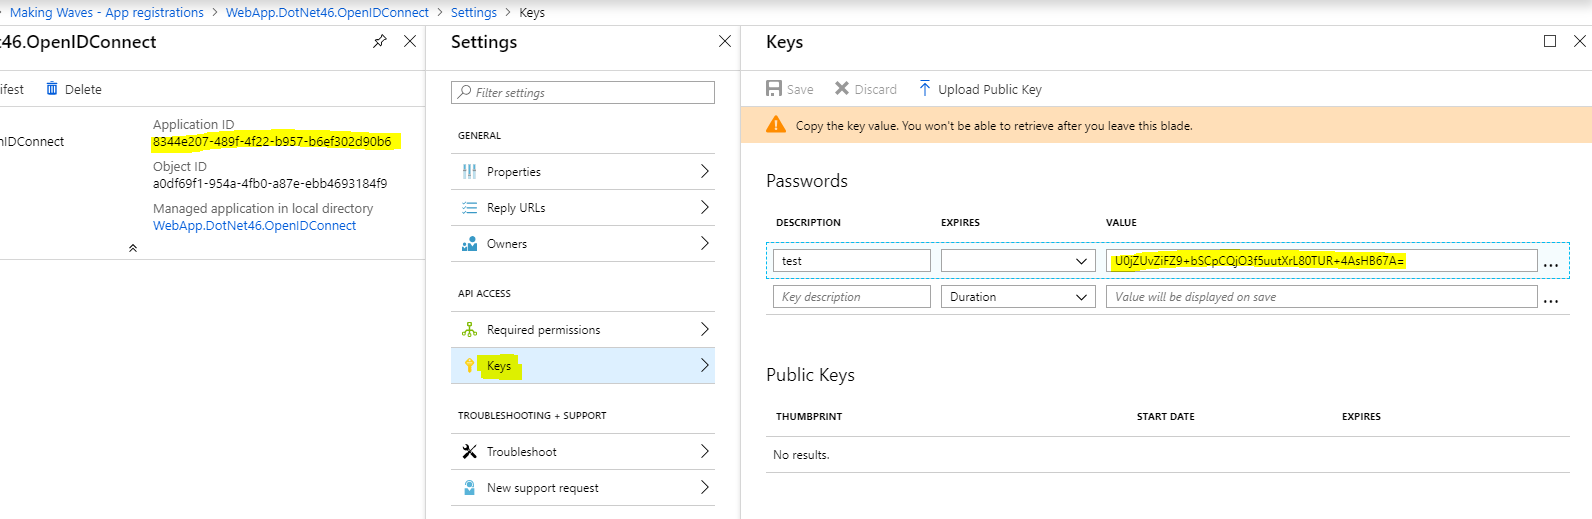 Making Waves - App registrations > WebApp.DotNet46.OpenIDConnect > Settings > Keys
t46.OpenIDConnect
ifest Delete
nIDConnect
Application ID
8344e207-489f-4f22-b957-b6ef302d90b6
Object ID
a0df69f1-954a-4fb0-a87e-ebb4693184f9
Managed application in local directory
WebApp.DotNet46.OpenIDConnect
Settings
Filter settings
GENERAL
Properties
Reply URLs
Owners
API ACCESS
Required permissions
Keys
TROUBLESHOOTING + SUPPORT
Troubleshoot
New support request
Keys
Save Discard Upload Public Key
Copy the key value. You won't be able to retrieve after you leave this blade.
Passwords
DESCRIPTION EXPIRES VALUE
test U0jZUvZiFZ9+bSCpCQjO3f5uutXrL80TUR+4AsHB67A= ...
Key description Duration Value will be displayed on save ...
Public Keys
THUMBPRINT START DATE EXPIRES
No results.